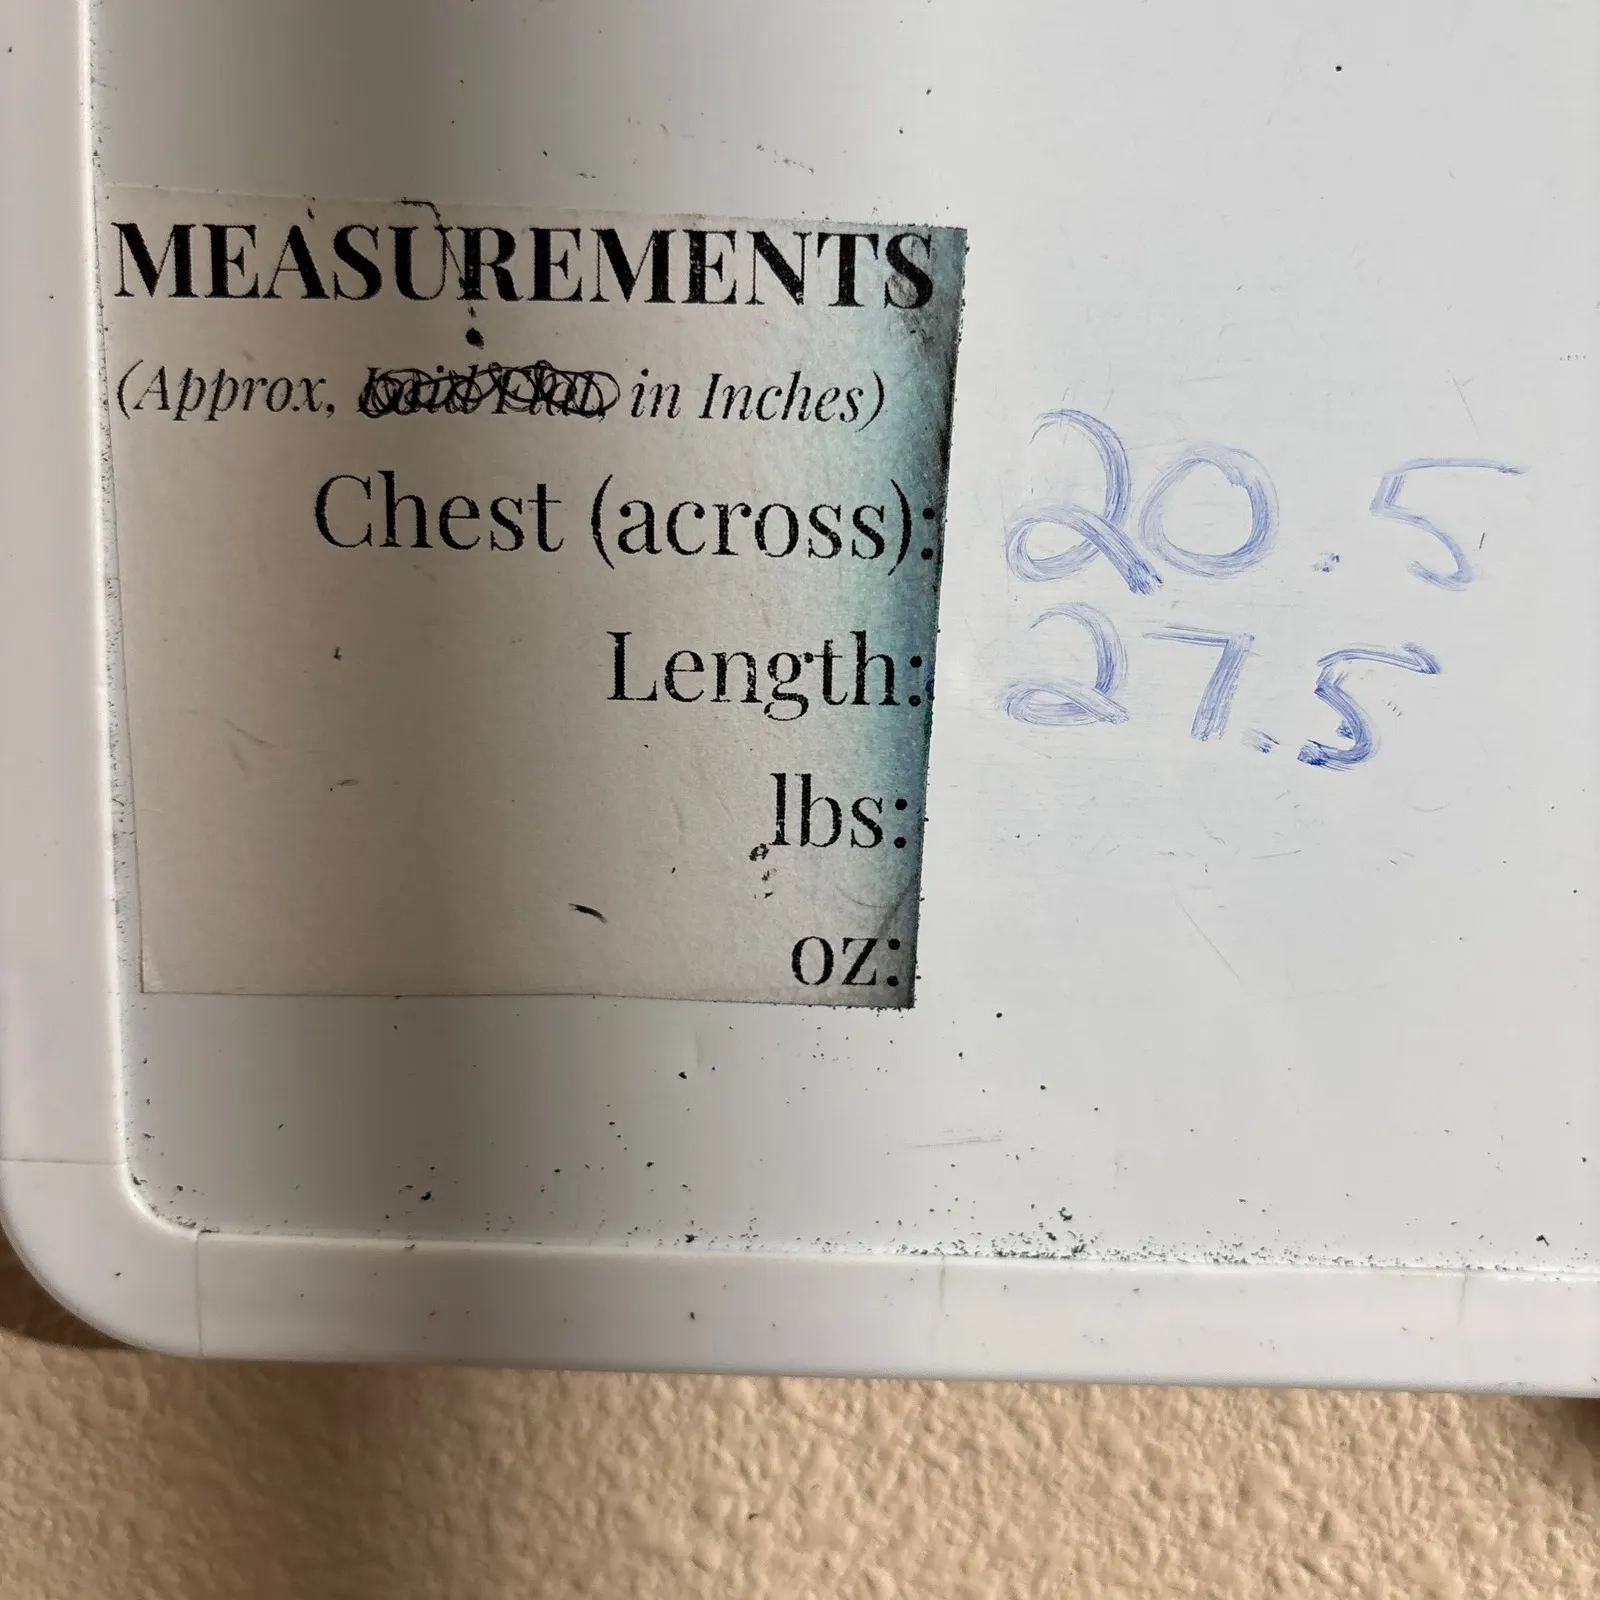 MEASUREMENTS
(Approx, in Inches)
Chest (across): 20.5
Length: 27.5
lbs:
oz: